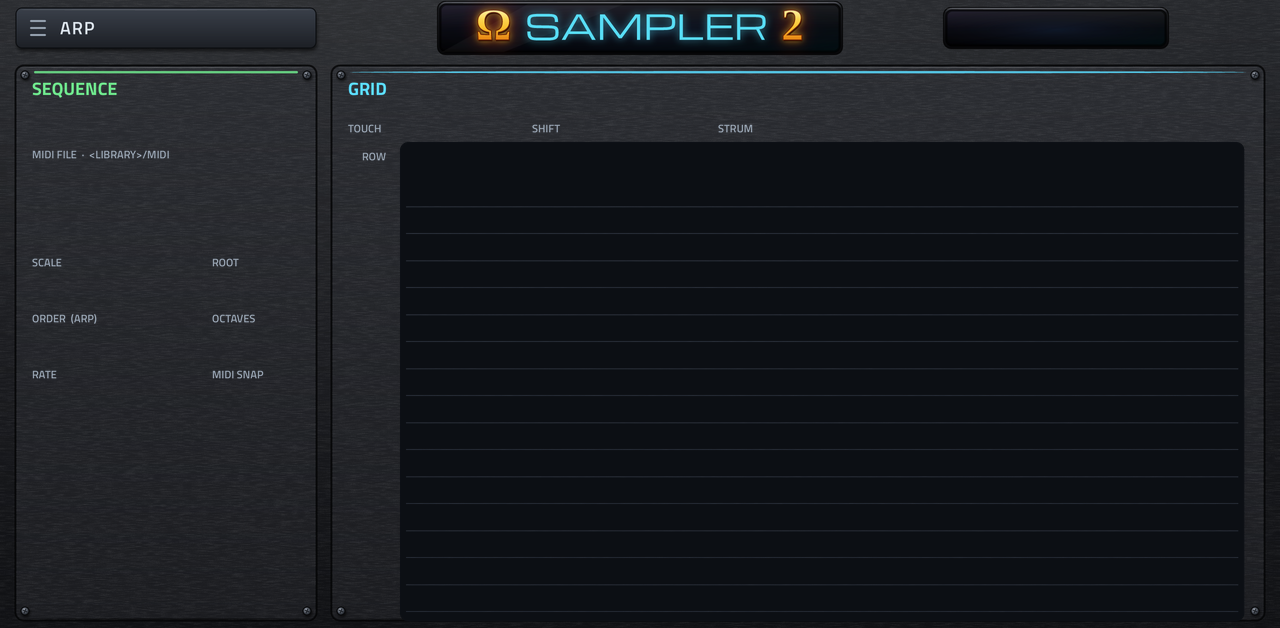 ARP
Ω SAMPLER 2
SEQUENCE
MIDI FILE · <LIBRARY>/MIDI
SCALE ROOT
ORDER (ARP) OCTAVES
RATE MIDI SNAP
GRID
TOUCH SHIFT STRUM
ROW